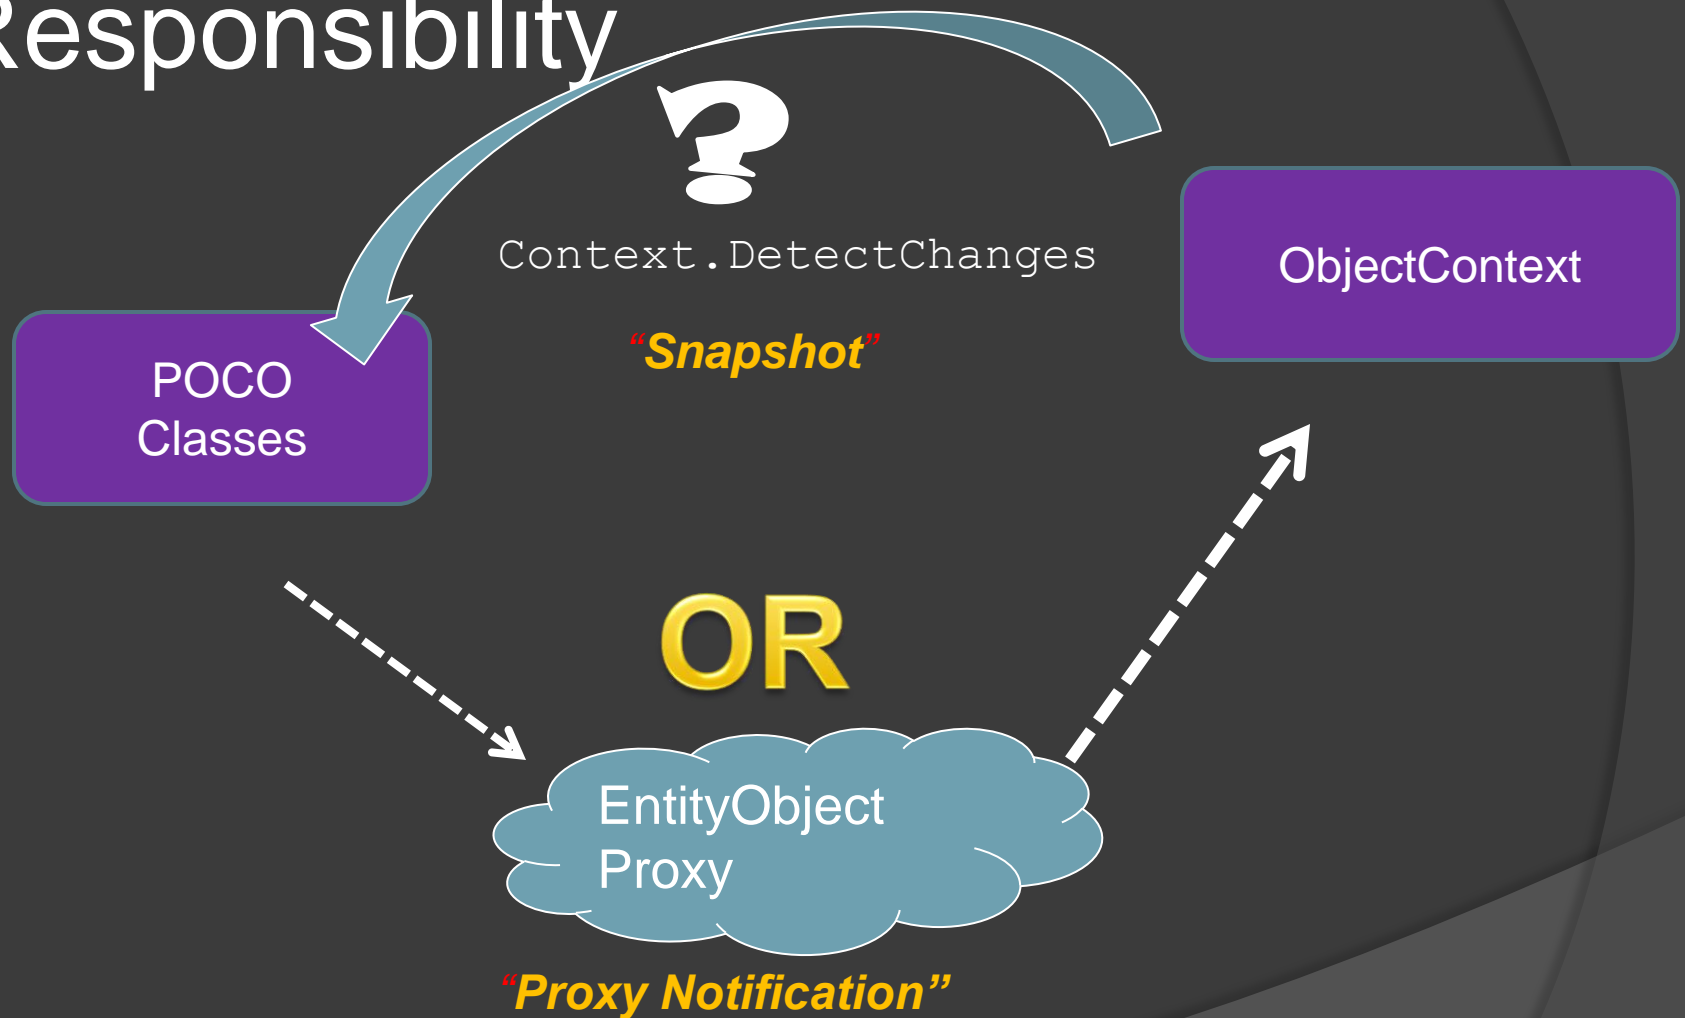 Responsibility
?
Context.DetectChanges
ObjectContext
“Snapshot”
POCO
Classes
OR
EntityObject
Proxy
“Proxy Notification”